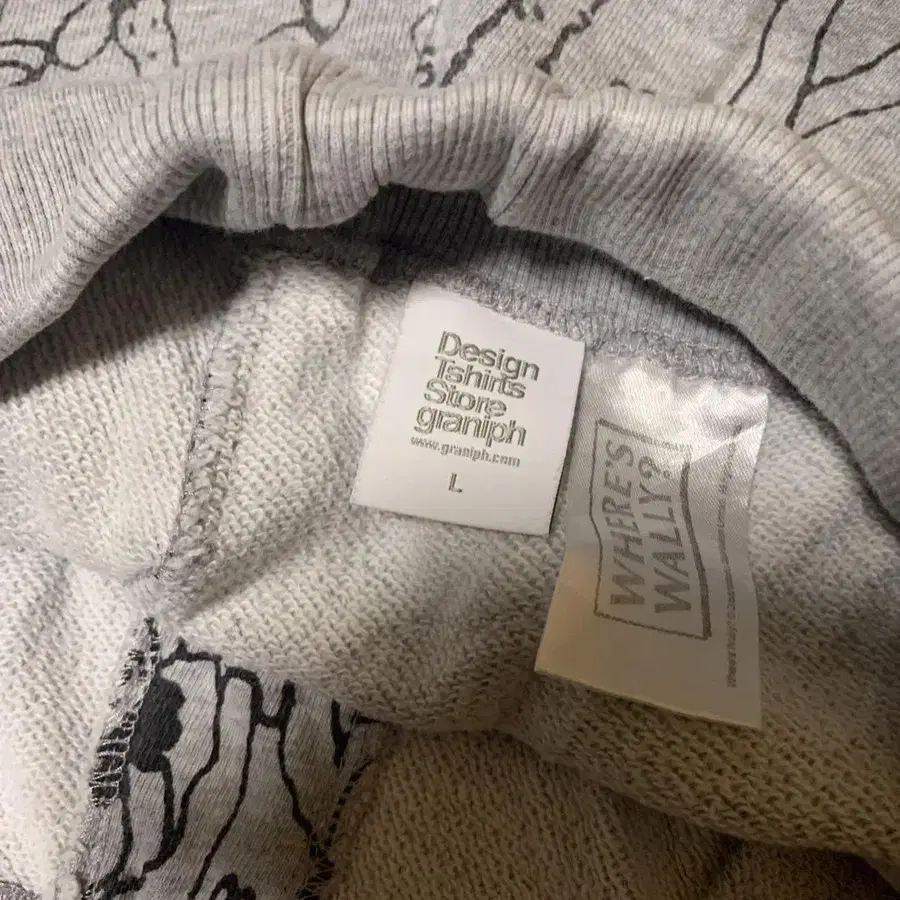 Design
Tshirts
Store
graniph
www.graniph.com
L
WHERE'S
WALLY?